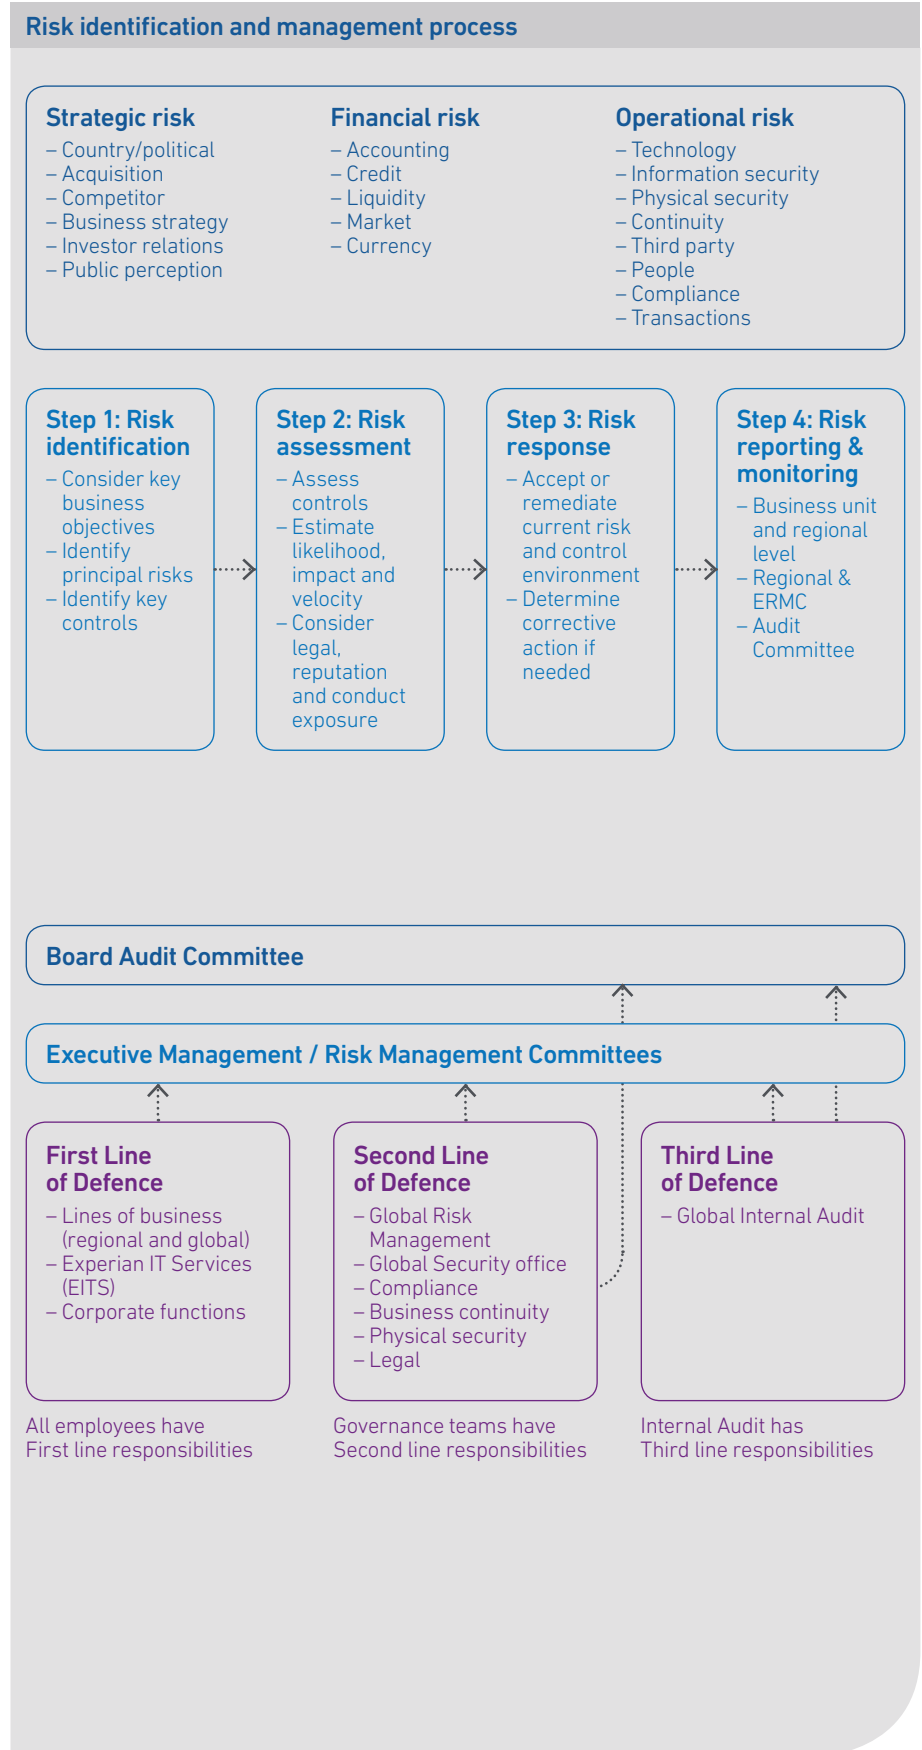 Risk identification and management process
Strategic risk
– Country/political
– Acquisition
– Competitor
– Business strategy
– Investor relations
– Public perception
Financial risk
– Accounting
– Credit
– Liquidity
– Market
– Currency
Operational risk
– Technology
– Information security
– Physical security
– Continuity
– Third party
– People
– Compliance
– Transactions
Step 1: Risk
identification
– Consider key
business
objectives
– Identify
principal risks
– Identify key
controls
Step 2: Risk
assessment
– Assess
controls
– Estimate
likelihood,
impact and
velocity
– Consider
legal,
reputation
and conduct
exposure
Step 3: Risk
response
– Accept or
remediate
current risk
and control
environment
– Determine
corrective
action if
needed
Step 4: Risk
reporting &
monitoring
– Business unit
and regional
level
– Regional &
ERMC
– Audit
Committee
Board Audit Committee
Executive Management / Risk Management Committees
First Line
of Defence
– Lines of business
(regional and global)
– Experian IT Services
(EITS)
– Corporate functions
All employees have
First line responsibilities
Second Line
of Defence
– Global Risk
Management
– Global Security office
– Compliance
– Business continuity
– Physical security
– Legal
Governance teams have
Second line responsibilities
Third Line
of Defence
– Global Internal Audit
Internal Audit has
Third line responsibilities